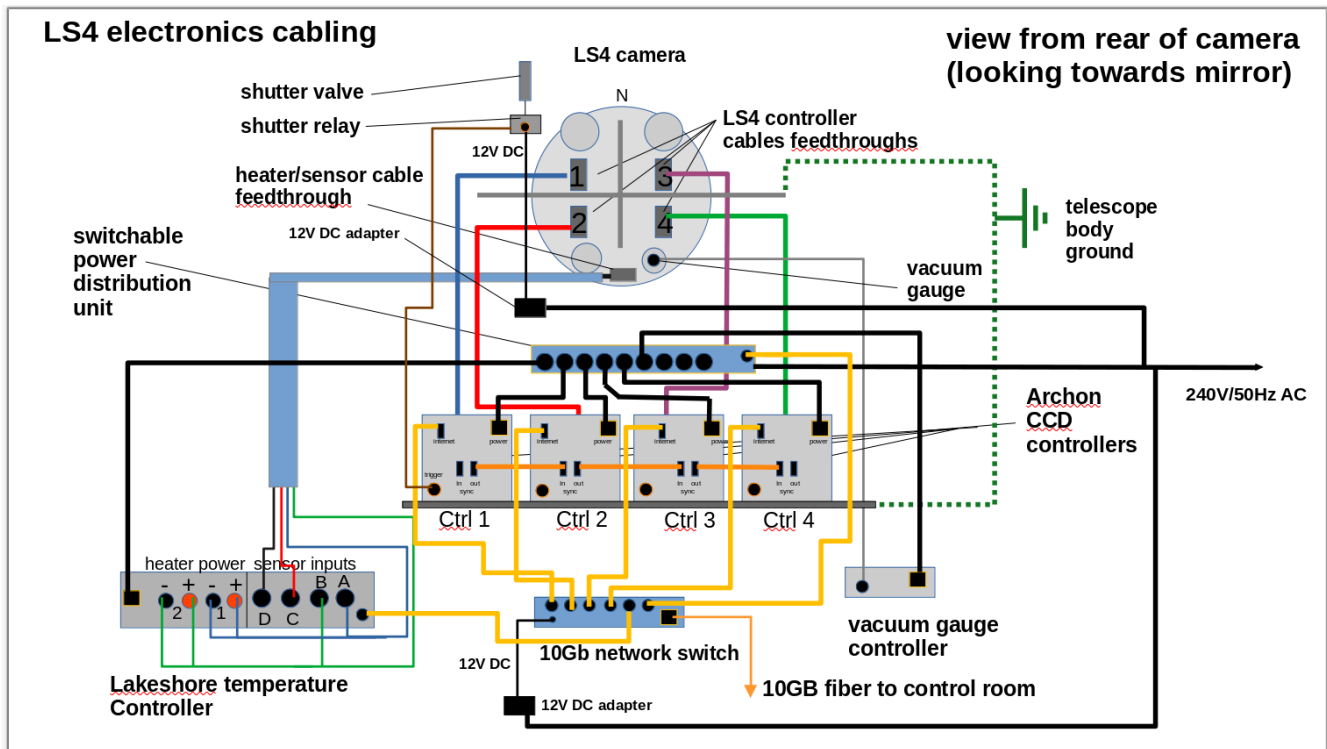 LS4 electronics cabling
view from rear of camera
(looking towards mirror)
LS4 camera
N
shutter valve
shutter relay
12V DC
LS4 controller
cables feedthroughs
1
3
2
4
heater/sensor cable
feedthrough
12V DC adapter
switchable
power
distribution
unit
telescope
body
ground
vacuum
gauge
240V/50Hz AC
Archon
CCD
controllers
internet
power
internet
power
internet
power
internet
power
trigger
in out
sync
in out
sync
in out
sync
in out
sync
Ctrl 1
Ctrl 2
Ctrl 3
Ctrl 4
heater power
sensor inputs
- + - +
B A
2 1
D C
Lakeshore temperature
Controller
10Gb network switch
12V DC
12V DC adapter
10GB fiber to control room
vacuum gauge
controller